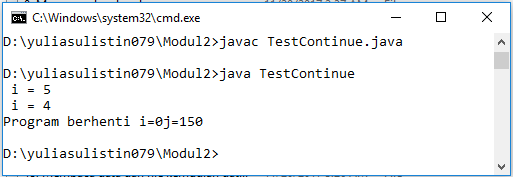 C:\Windows\system32\cmd.exe
D:\yuliasulistin079\Modul2>javac TestContinue.java
D:\yuliasulistin079\Modul2>java TestContinue
i = 5
i = 4
Program berhenti i=0j=150
D:\yuliasulistin079\Modul2>